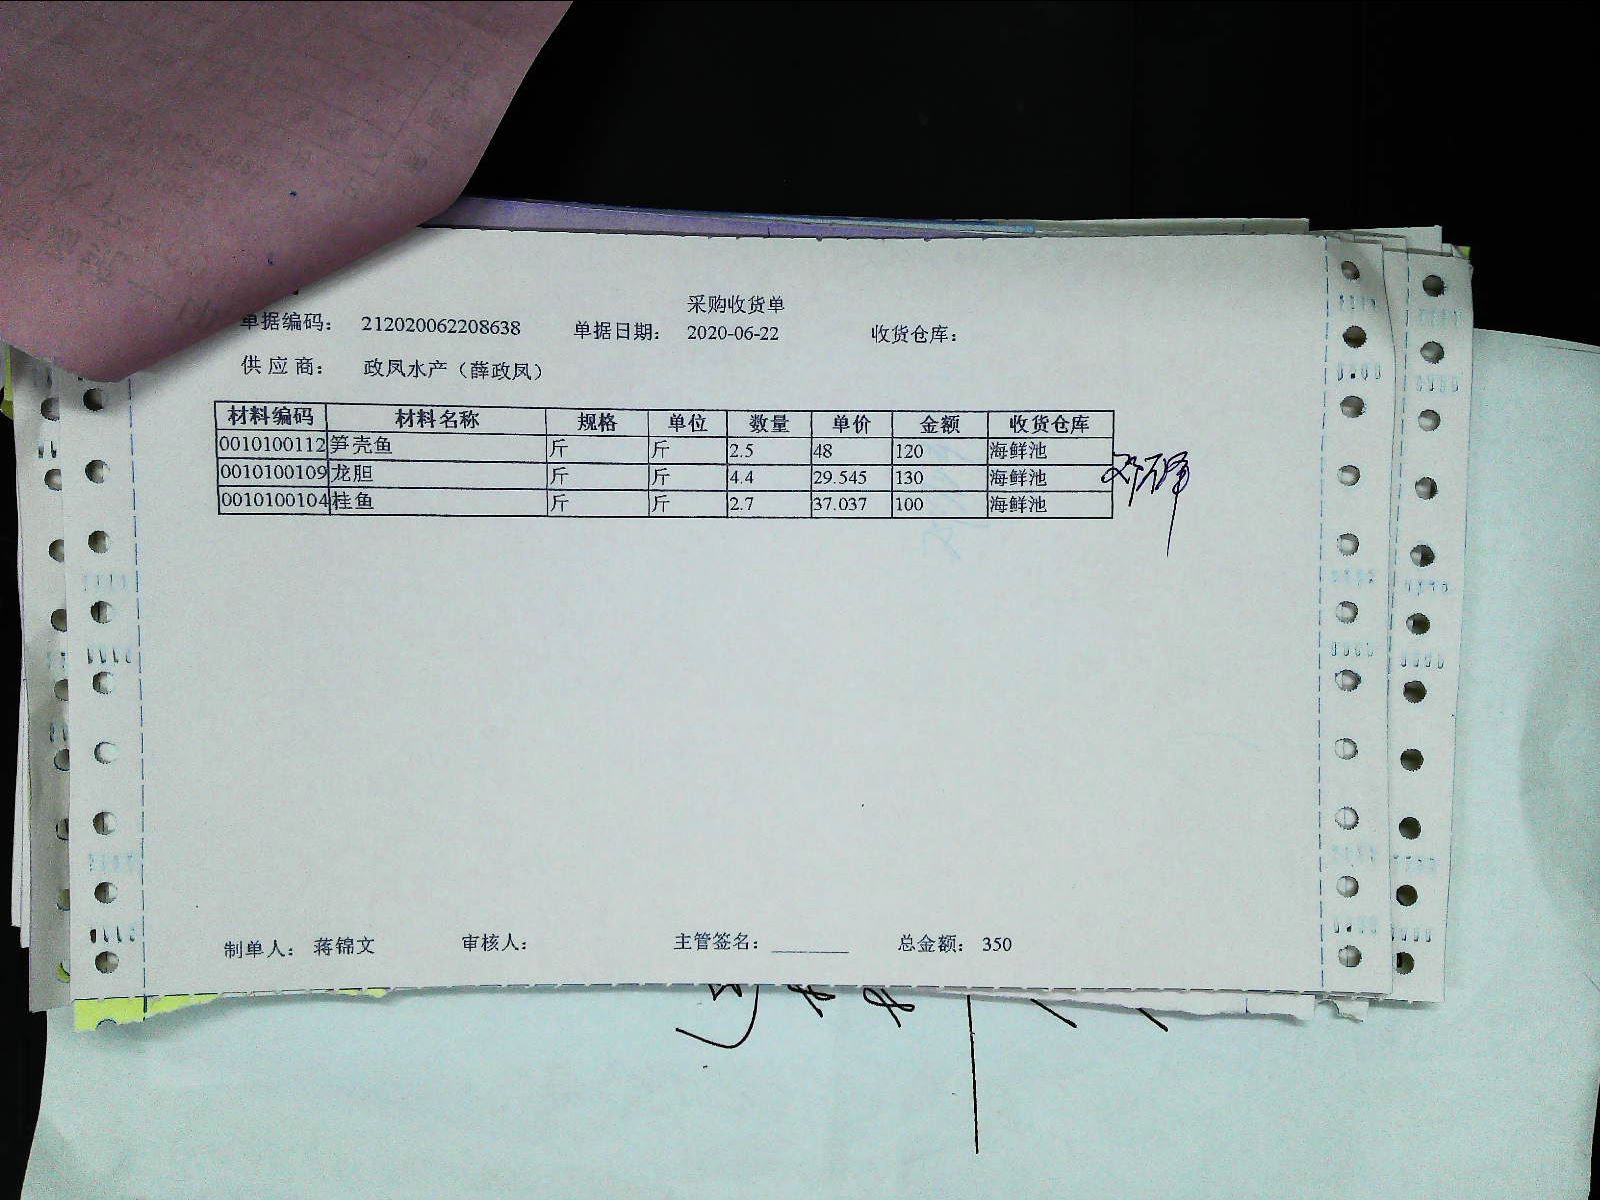 采购收货单
单据编码： 212020062208638 单据日期： 2020-06-22 收货仓库：
供 应 商： 政凤水产（薛政凤）
材料编码 材料名称 规格 单位 数量 单价 金额 收货仓库
0010100112 笋壳鱼 斤 斤 2.5 48 120 海鲜池
0010100109 龙胆 斤 斤 4.4 29.545 130 海鲜池
0010100104 桂鱼 斤 斤 2.7 37.037 100 海鲜池
制单人： 蒋锦文 审核人： 主管签名： ________ 总金额： 350